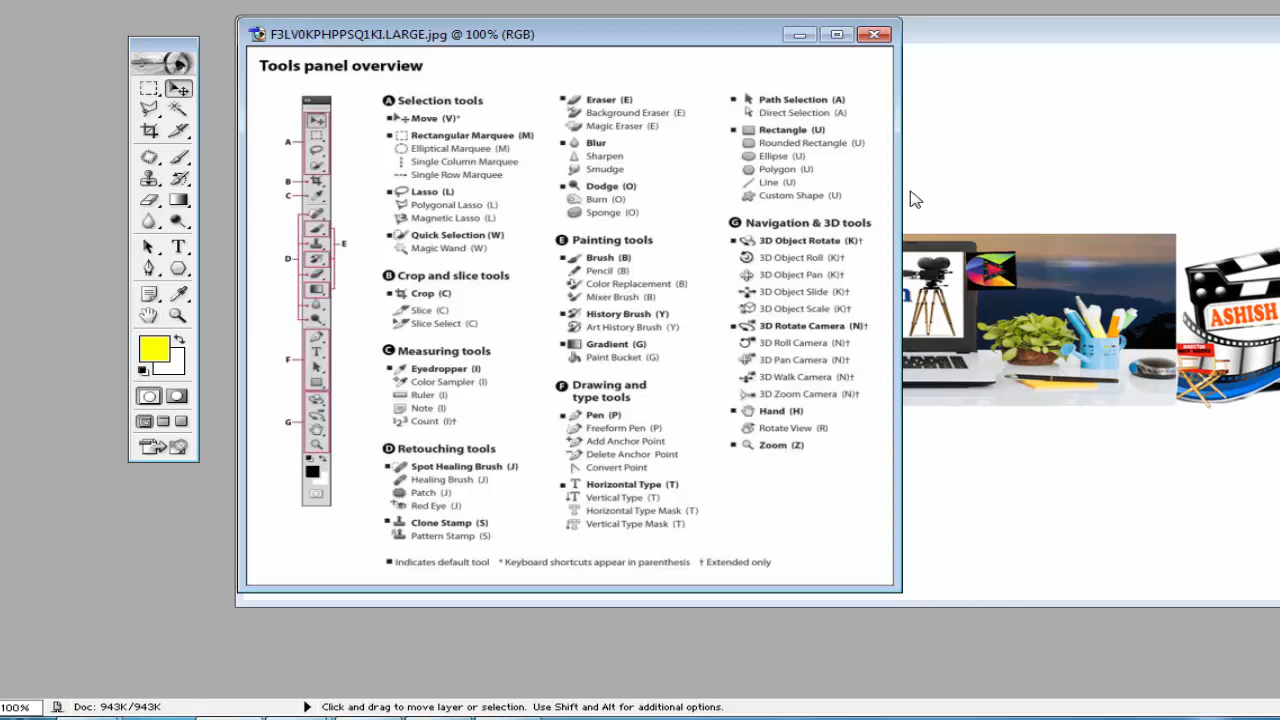 F3LV0KPHPPSQ1KI.LARGE.jpg @ 100% (RGB)
Tools panel overview
A Selection tools
Move (V)*
Rectangular Marquee (M)
Elliptical Marquee (M)
Single Column Marquee
Single Row Marquee
Lasso (L)
Polygonal Lasso (L)
Magnetic Lasso (L)
Quick Selection (W)
Magic Wand (W)
B Crop and slice tools
Crop (C)
Slice (C)
Slice Select (C)
C Measuring tools
Eyedropper (I)
Color Sampler (I)
Ruler (I)
Note (I)
Count (I)†
D Retouching tools
Spot Healing Brush (J)
Healing Brush (J)
Patch (J)
Red Eye (J)
Clone Stamp (S)
Pattern Stamp (S)
Eraser (E)
Background Eraser (E)
Magic Eraser (E)
Blur
Sharpen
Smudge
Dodge (O)
Burn (O)
Sponge (O)
E Painting tools
Brush (B)
Pencil (B)
Color Replacement (B)
Mixer Brush (B)
History Brush (Y)
Art History Brush (Y)
Gradient (G)
Paint Bucket (G)
F Drawing and
type tools
Pen (P)
Freeform Pen (P)
Add Anchor Point
Delete Anchor Point
Convert Point
Horizontal Type (T)
Vertical Type (T)
Horizontal Type Mask (T)
Vertical Type Mask (T)
Path Selection (A)
Direct Selection (A)
Rectangle (U)
Rounded Rectangle (U)
Ellipse (U)
Polygon (U)
Line (U)
Custom Shape (U)
G Navigation & 3D tools
3D Object Rotate (K)†
3D Object Roll (K)†
3D Object Pan (K)†
3D Object Slide (K)†
3D Object Scale (K)†
3D Rotate Camera (N)†
3D Roll Camera (N)†
3D Pan Camera (N)†
3D Walk Camera (N)†
3D Zoom Camera (N)†
Hand (H)
Rotate View (R)
Zoom (Z)
A
B
C
D
E
F
G
■ Indicates default tool * Keyboard shortcuts appear in parenthesis † Extended only
n
ASHISH
DIRECTOR
100% Doc: 943K/943K Click and drag to move layer or selection. Use Shift and Alt for additional options.